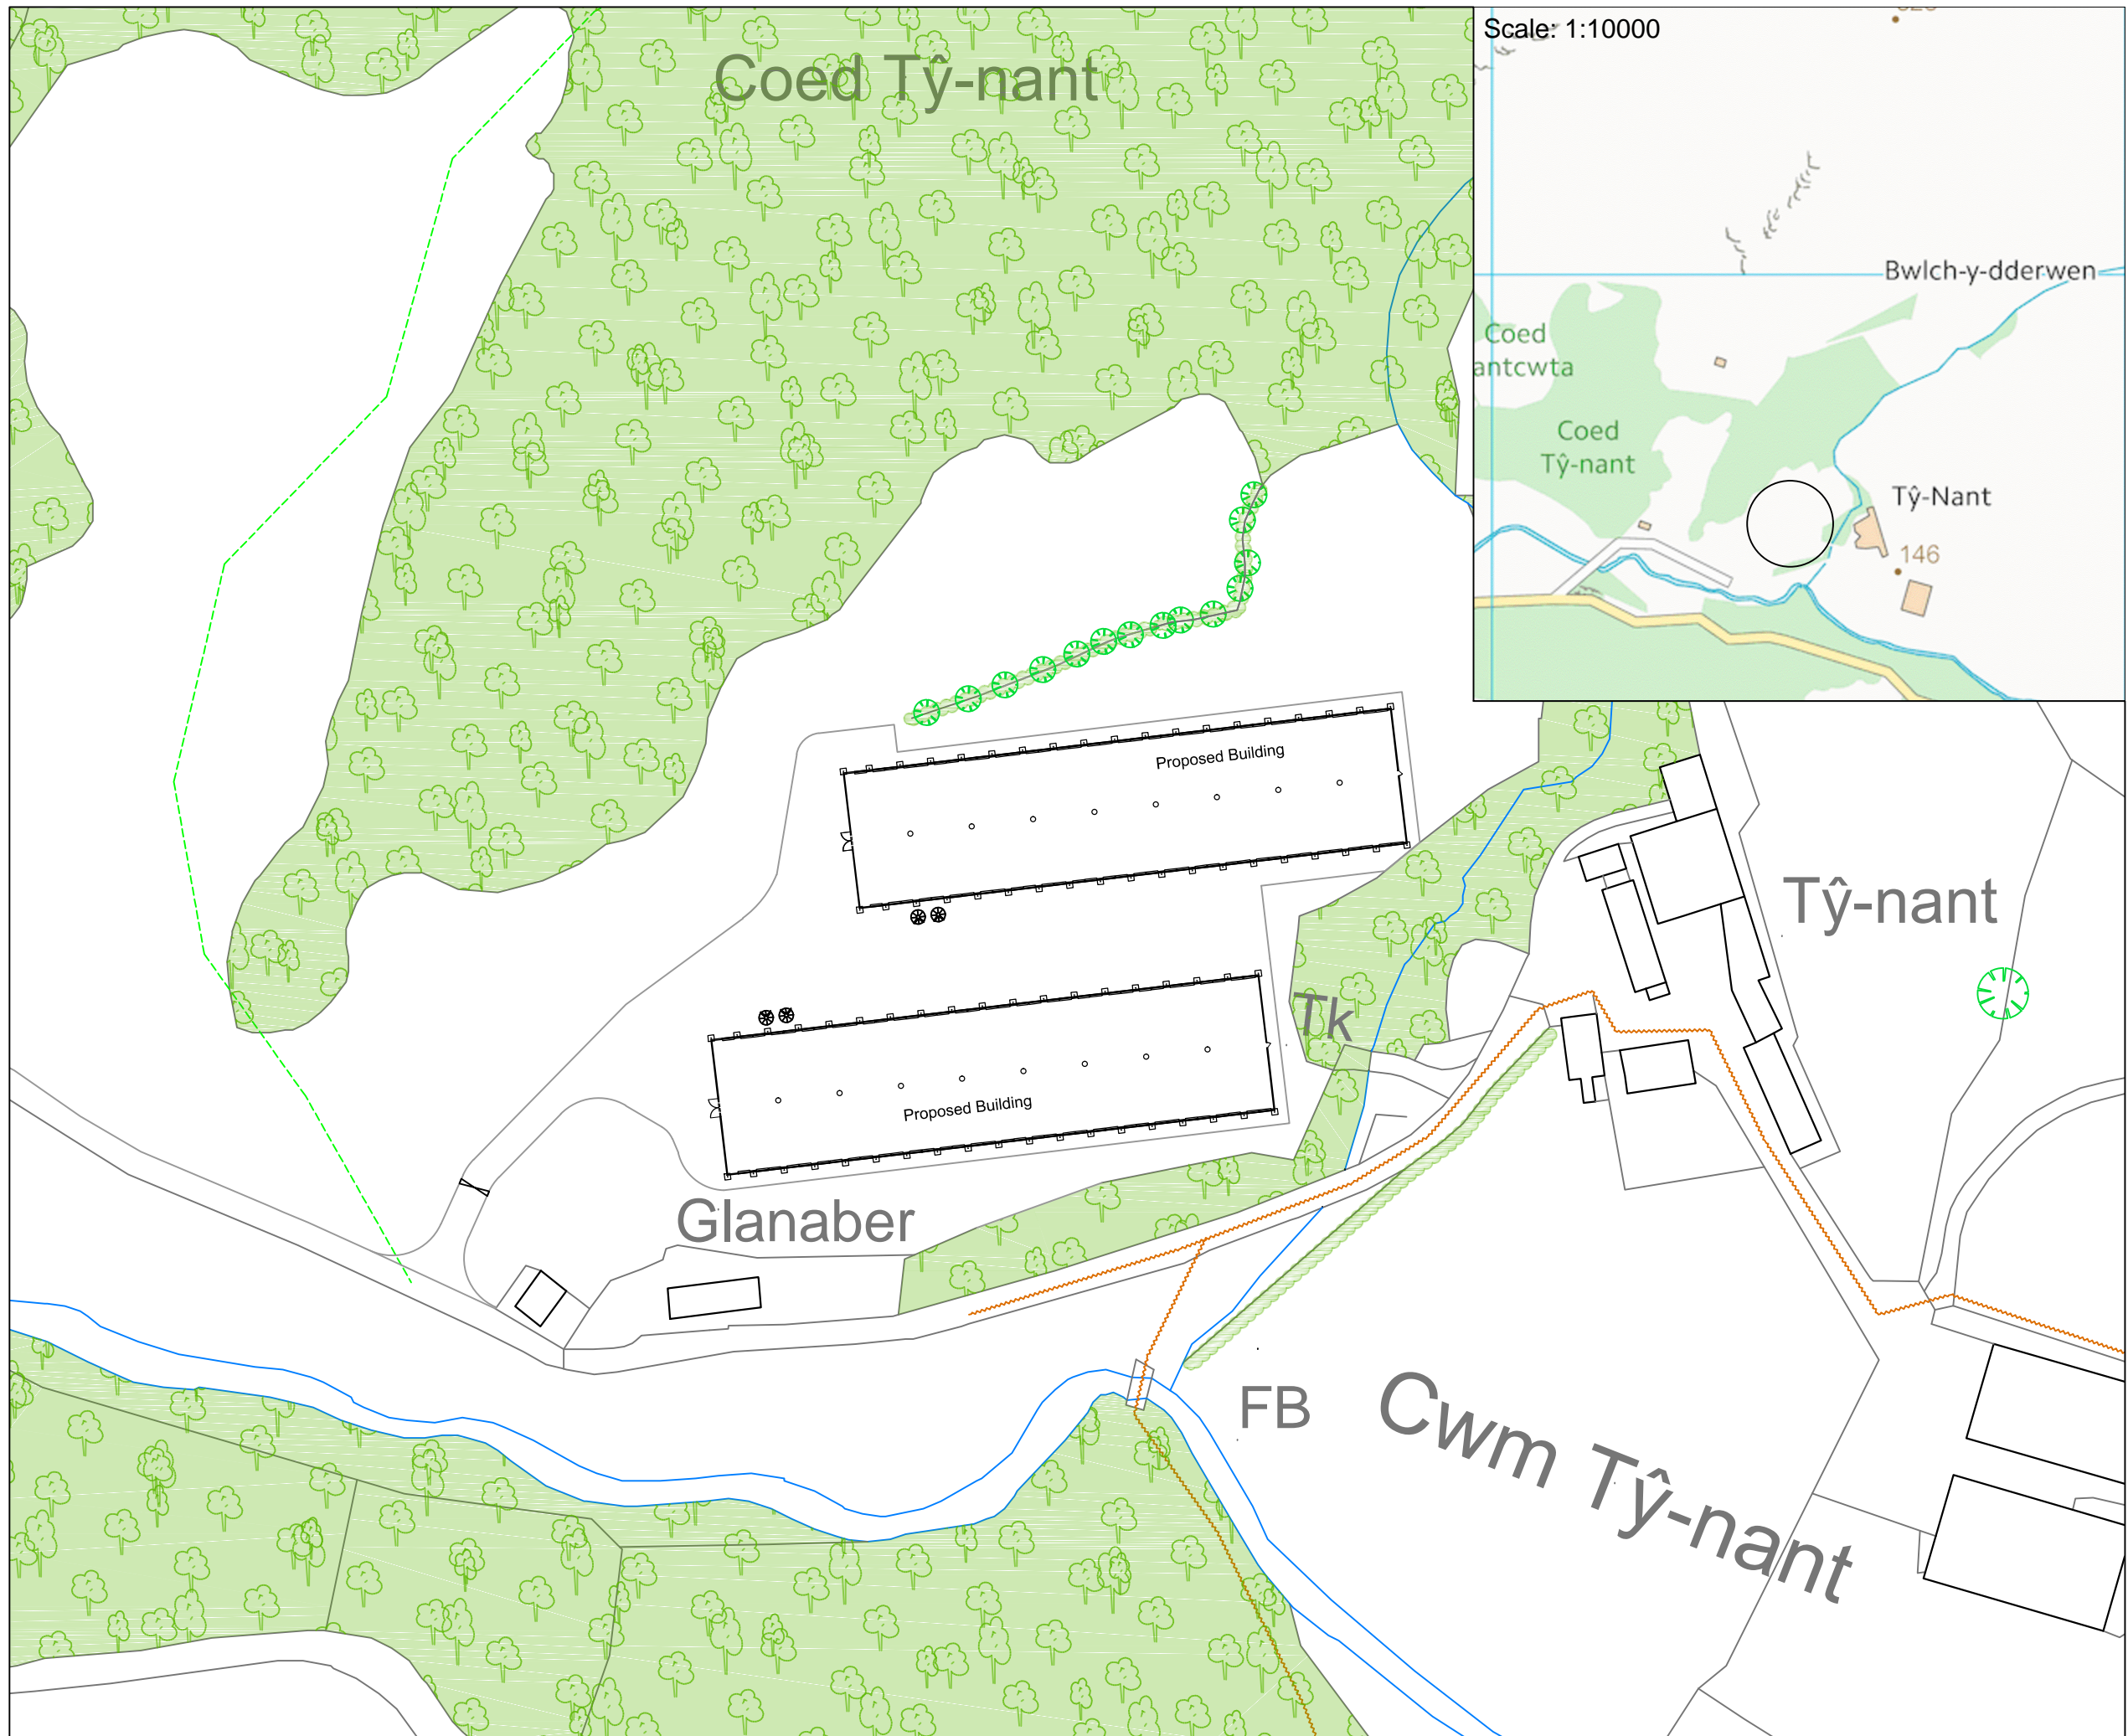 Coed Tŷ-nant
Scale: 1:10000
Bwlch-y-dderwen
Coed
antcwta
Coed
Tŷ-nant
Tŷ-Nant
146
Proposed Building
Tŷ-nant
Tk
Proposed Building
Glanaber
FB
Cwm Tŷ-nant